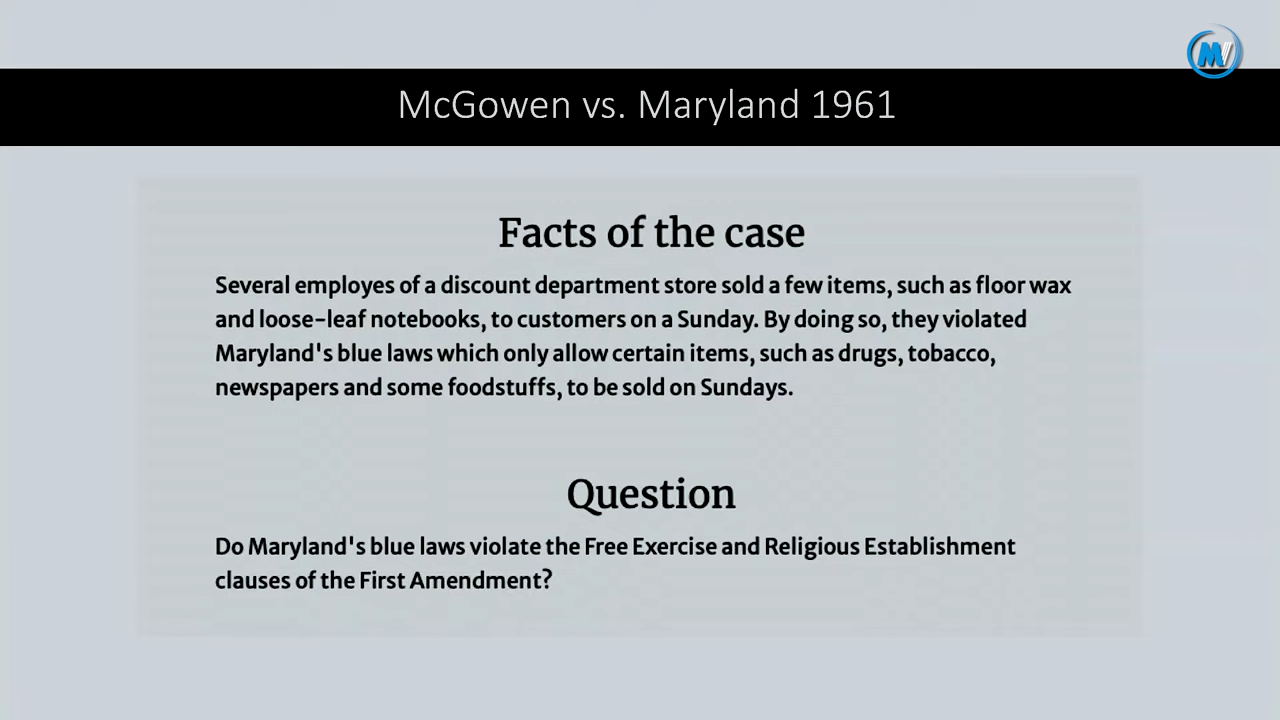 MV
McGowen vs. Maryland 1961
Facts of the case
Several employes of a discount department store sold a few items, such as floor wax
and loose-leaf notebooks, to customers on a Sunday. By doing so, they violated
Maryland's blue laws which only allow certain items, such as drugs, tobacco,
newspapers and some foodstuffs, to be sold on Sundays.
Question
Do Maryland's blue laws violate the Free Exercise and Religious Establishment
clauses of the First Amendment?